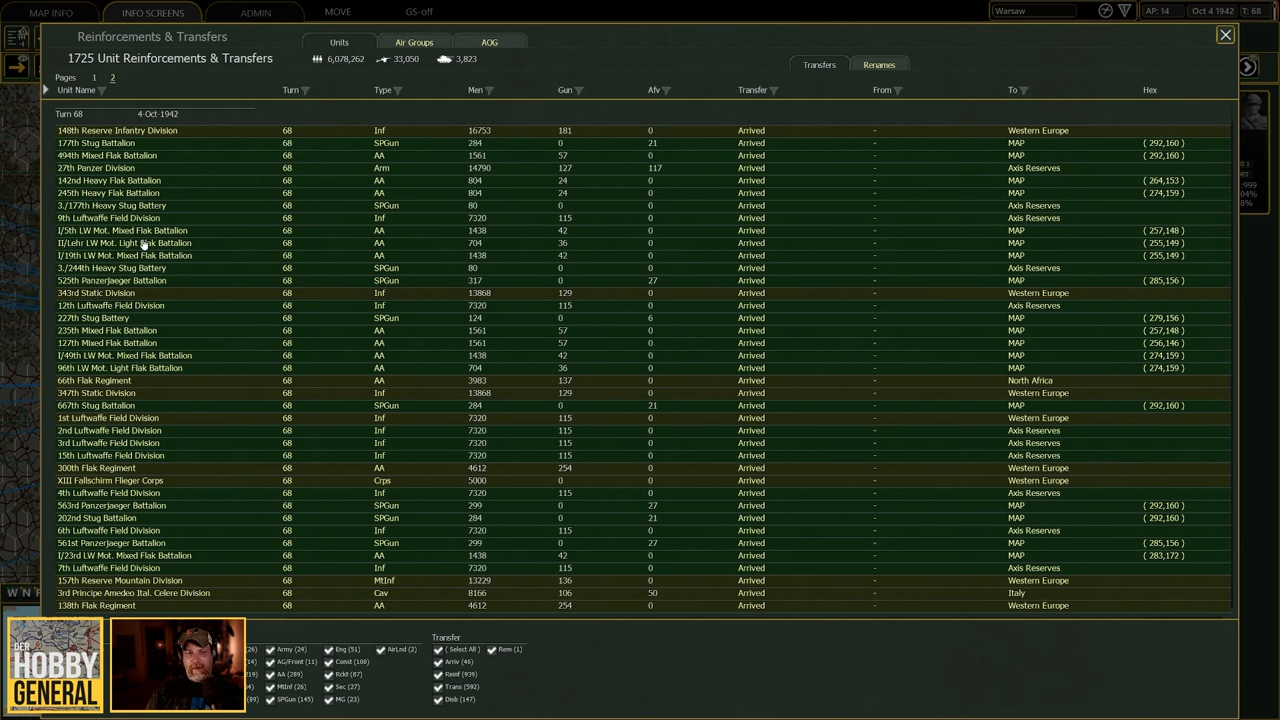 MAP INFO INFO SCREENS ADMIN MOVE GS-off Warsaw AP: 14 Oct 4 1942 T: 68
Reinforcements & Transfers
Units Air Groups AOG
1725 Unit Reinforcements & Transfers 6,078,262 33,050 3,823
Transfers Renames
Pages 1 2
Unit Name Turn Type Men Gun Afv Transfer From To Hex
Turn 68 4-Oct-1942
148th Reserve Infantry Division 68 Inf 16753 181 0 Arrived - Western Europe
177th Stug Battalion 68 SPGun 284 0 21 Arrived - MAP ( 292,160 )
494th Mixed Flak Battalion 68 AA 1561 57 0 Arrived - MAP ( 292,160 )
27th Panzer Division 68 Arm 14790 127 117 Arrived - Axis Reserves
142nd Heavy Flak Battalion 68 AA 804 24 0 Arrived - MAP ( 264,153 )
245th Heavy Flak Battalion 68 AA 804 24 0 Arrived - MAP ( 274,159 )
3./177th Heavy Stug Battery 68 SPGun 80 0 0 Arrived - Axis Reserves
9th Luftwaffe Field Division 68 Inf 7320 115 0 Arrived - Axis Reserves
I/5th LW Mot. Mixed Flak Battalion 68 AA 1438 42 0 Arrived - MAP ( 257,148 )
II/Lehr LW Mot. Light Flak Battalion 68 AA 704 36 0 Arrived - MAP ( 255,149 )
I/19th LW Mot. Mixed Flak Battalion 68 AA 1438 42 0 Arrived - MAP ( 255,149 )
3./244th Heavy Stug Battery 68 SPGun 80 0 0 Arrived - Axis Reserves
525th Panzerjaeger Battalion 68 SPGun 317 0 27 Arrived - MAP ( 285,156 )
343rd Static Division 68 Inf 13868 129 0 Arrived - Western Europe
12th Luftwaffe Field Division 68 Inf 7320 115 0 Arrived - Axis Reserves
227th Stug Battery 68 SPGun 124 0 6 Arrived - MAP ( 279,156 )
235th Mixed Flak Battalion 68 AA 1561 57 0 Arrived - MAP ( 257,148 )
127th Mixed Flak Battalion 68 AA 1561 57 0 Arrived - MAP ( 256,146 )
I/49th LW Mot. Mixed Flak Battalion 68 AA 1438 42 0 Arrived - MAP ( 274,159 )
96th LW Mot. Light Flak Battalion 68 AA 704 36 0 Arrived - MAP ( 274,159 )
66th Flak Regiment 68 AA 3983 137 0 Arrived - North Africa
347th Static Division 68 Inf 13868 129 0 Arrived - Western Europe
667th Stug Battalion 68 SPGun 284 0 21 Arrived - MAP ( 292,160 )
1st Luftwaffe Field Division 68 Inf 7320 115 0 Arrived - Western Europe
2nd Luftwaffe Field Division 68 Inf 7320 115 0 Arrived - Axis Reserves
3rd Luftwaffe Field Division 68 Inf 7320 115 0 Arrived - Axis Reserves
15th Luftwaffe Field Division 68 Inf 7320 115 0 Arrived - Axis Reserves
300th Flak Regiment 68 AA 4612 254 0 Arrived - Western Europe
XIII Fallschirm Flieger Corps 68 Crps 5000 0 0 Arrived - Western Europe
4th Luftwaffe Field Division 68 Inf 7320 115 0 Arrived - Axis Reserves
563rd Panzerjaeger Battalion 68 SPGun 299 0 27 Arrived - MAP ( 292,160 )
202nd Stug Battalion 68 SPGun 284 0 21 Arrived - MAP ( 292,160 )
6th Luftwaffe Field Division 68 Inf 7320 115 0 Arrived - Axis Reserves
561st Panzerjaeger Battalion 68 SPGun 299 0 27 Arrived - MAP ( 285,156 )
I/23rd LW Mot. Mixed Flak Battalion 68 AA 1438 42 0 Arrived - MAP ( 283,172 )
7th Luftwaffe Field Division 68 Inf 7320 115 0 Arrived - Axis Reserves
157th Reserve Mountain Division 68 MtInf 13229 136 0 Arrived - Western Europe
3rd Principe Amedeo Ital. Celere Division 68 Cav 8166 106 50 Arrived - Italy
138th Flak Regiment 68 AA 4612 254 0 Arrived - Western Europe
Transfer
Army (24) Eng (51) AirLnd (2) ( Select All ) Rem (1)
AG/Front (11) Const (108) Arriv (46)
AA (289) Rckt (87) Reinf (939)
MtInf (26) Sec (27) Trans (592)
SPGun (145) MG (23) Disb (147)
DER
HOBBY
GENERAL